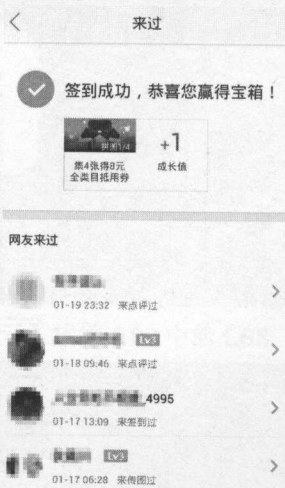 来过
签到成功，恭喜您赢得宝箱！
拼图1/4
集4张得8元
全类目抵用券
+1
成长值
网友来过
01-19 23:32 来点评过
Lv3
01-18 09:46 来点评过
4995
01-17 13:09 来签到过
Lv3
01-17 06:28 来传图过